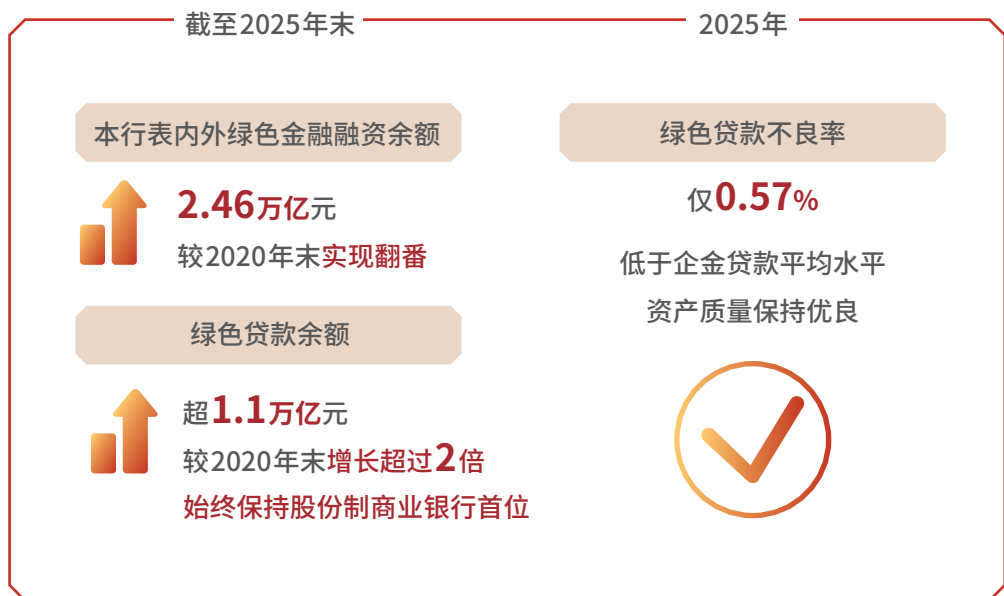 截至2025年末
本行表内外绿色金融融资余额
2.46万亿元
较2020年末实现翻番
绿色贷款余额
超1.1万亿元
较2020年末增长超过2倍
始终保持股份制商业银行首位
2025年
绿色贷款不良率
仅0.57%
低于企金贷款平均水平
资产质量保持优良